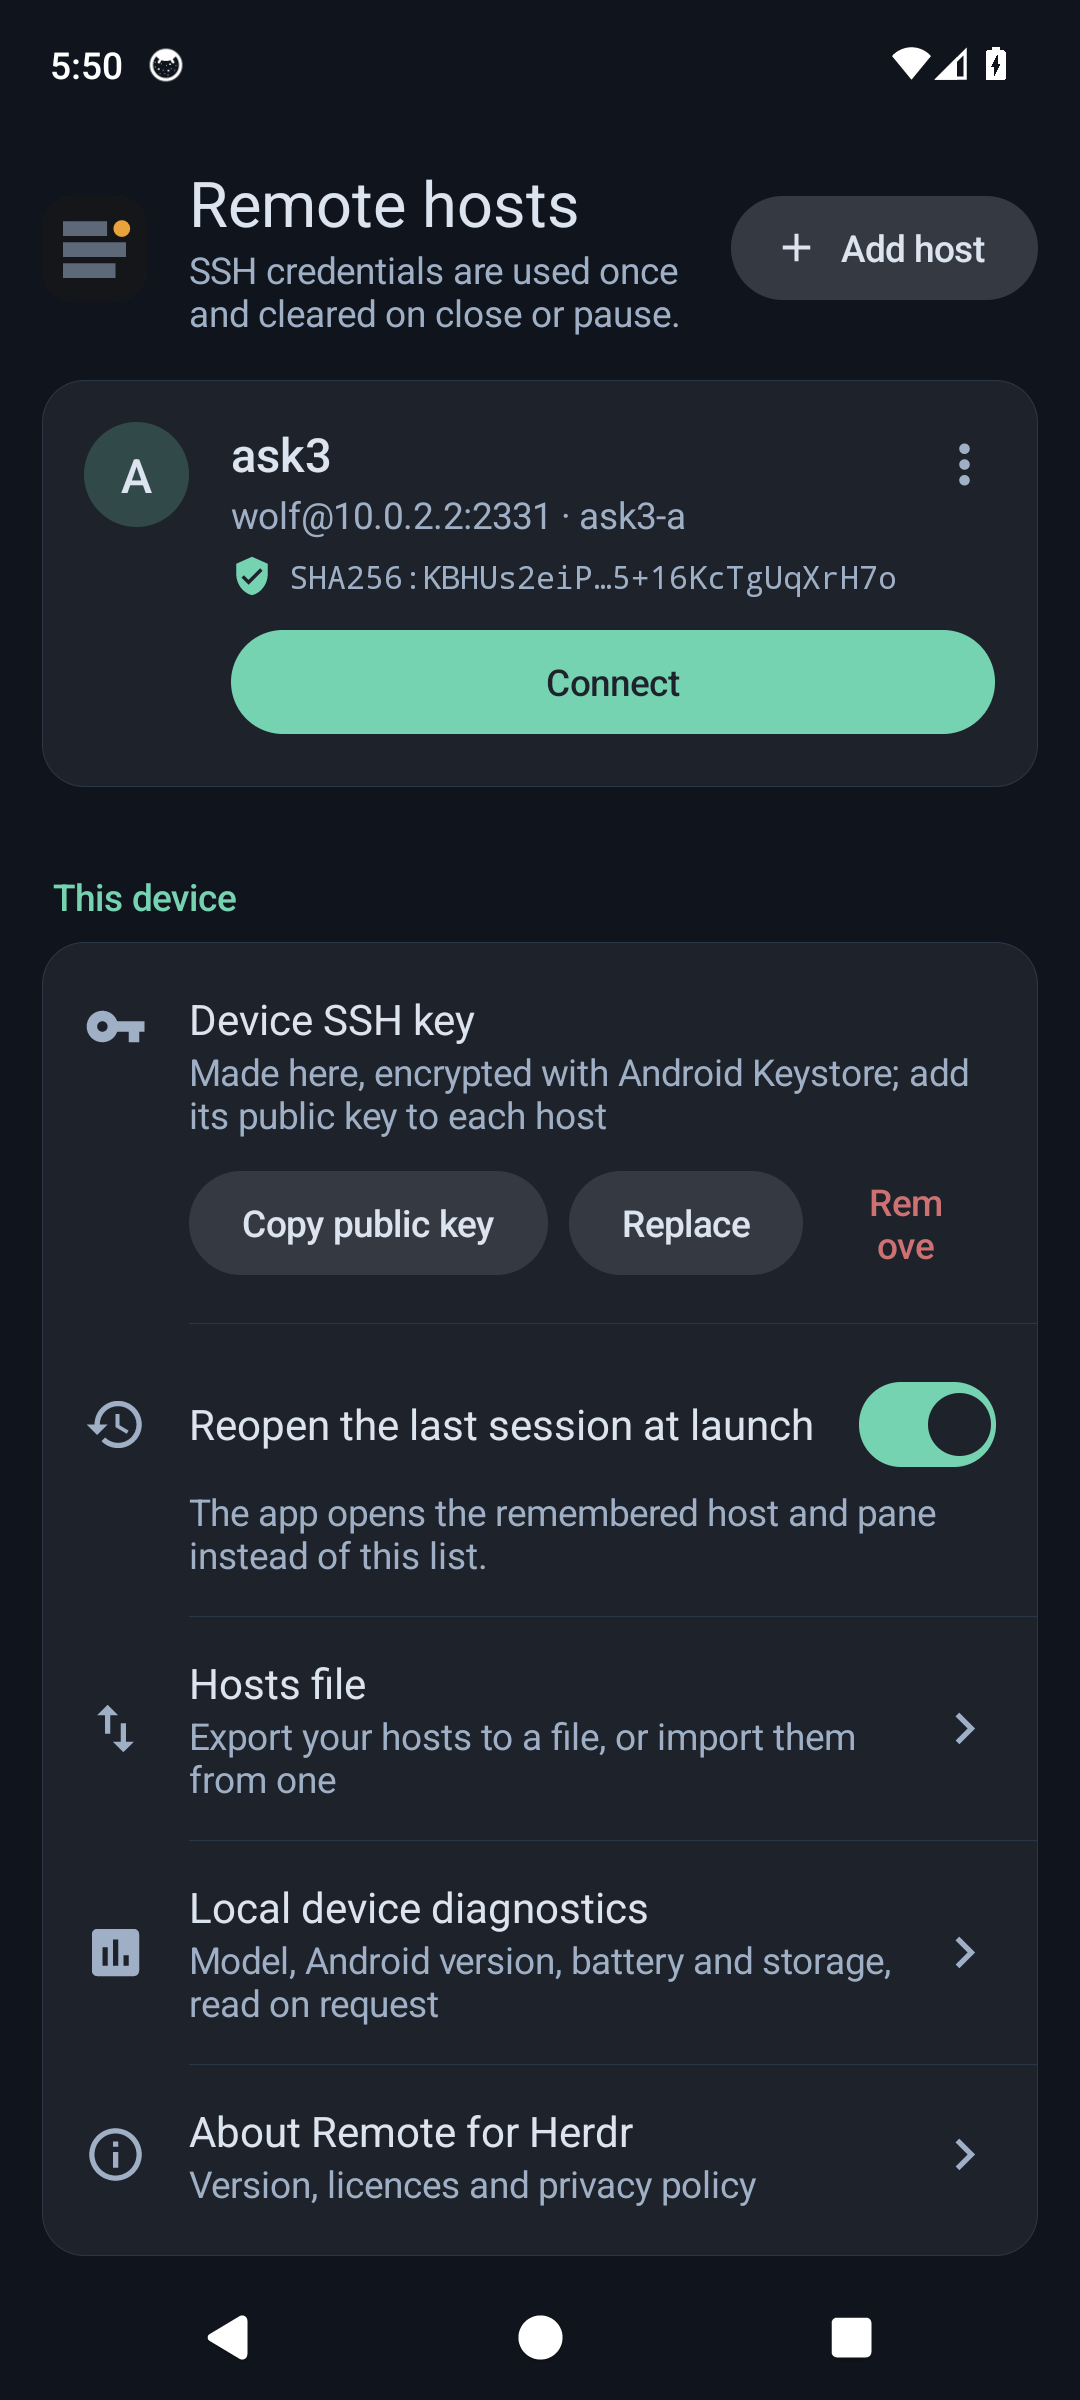 5:50
Remote hosts
SSH credentials are used once
and cleared on close or pause.
Add host
A
ask3
wolf@10.0.2.2:2331 · ask3-a
SHA256:KBHUs2eiP…5+16KcTgUqXrH7o
Connect
This device
Device SSH key
Made here, encrypted with Android Keystore; add
its public key to each host
Copy public key
Replace
Rem
ove
Reopen the last session at launch
The app opens the remembered host and pane
instead of this list.
Hosts file
Export your hosts to a file, or import them
from one
Local device diagnostics
Model, Android version, battery and storage,
read on request
About Remote for Herdr
Version, licences and privacy policy